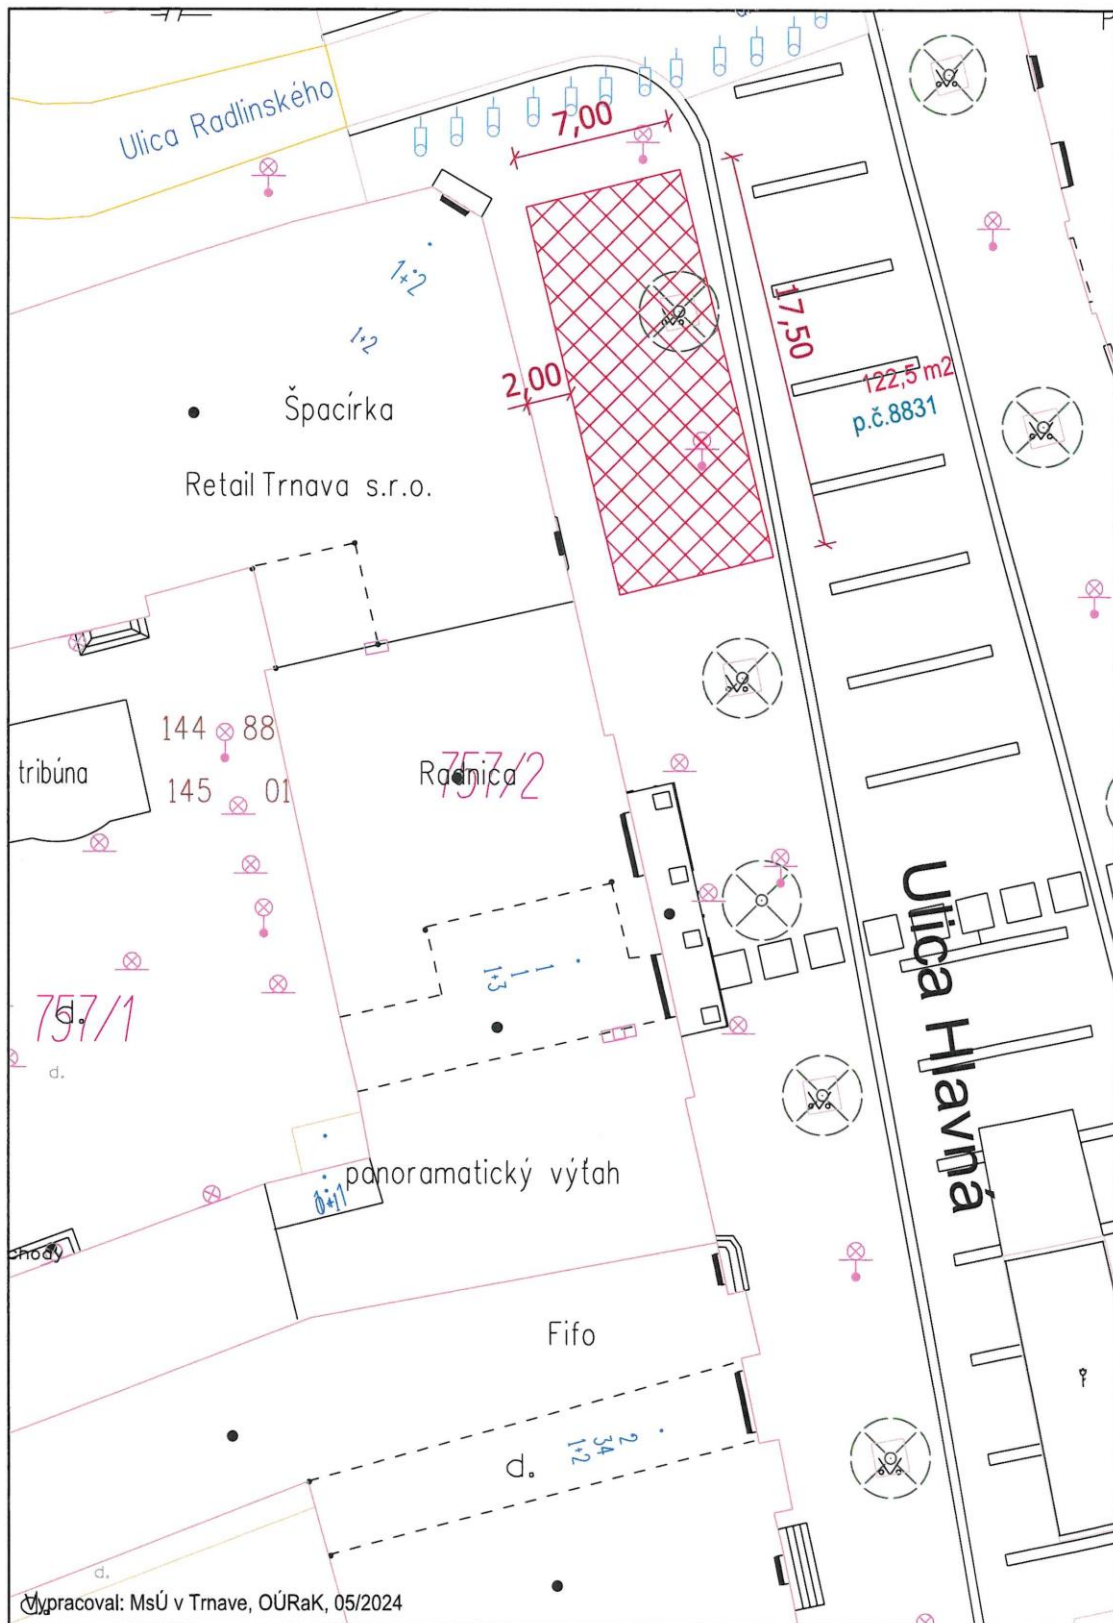 Ulica Radlinského
7,00
1+2
1+2
17,50
2,00
122,5 m2
p.č.8831
Špacírka
Retail Trnava s.r.o.
144 88
145 01
tribúna
Radnica
757/2
Ulica Hlavná
1
1
1+3
757/1
d.
d.
panoramatický výťah
chody
Fifo
d.
2
34
1+2
d.
d.
Vypracoval: MsÚ v Trnave, OÚRaK, 05/2024